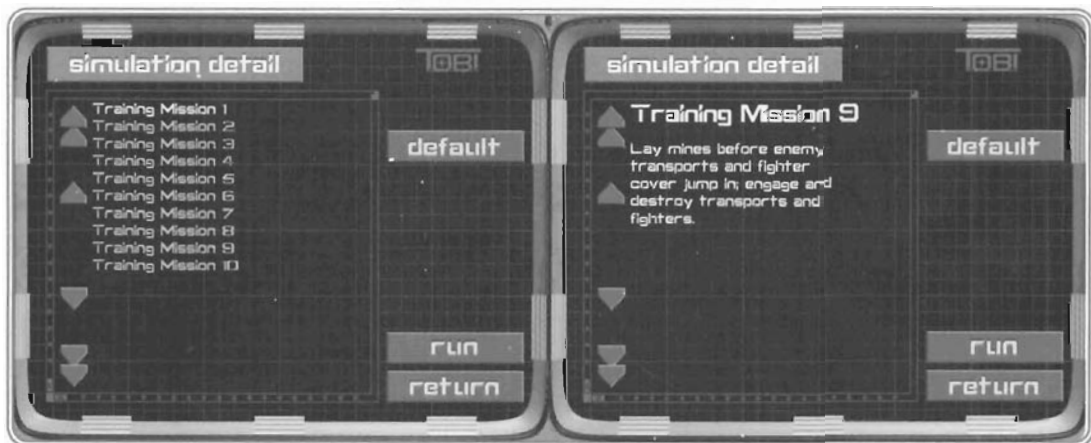 simulation detail
TOBI
Training Mission 1
Training Mission 2
Training Mission 3
Training Mission 4
Training Mission 5
Training Mission 6
Training Mission 7
Training Mission 8
Training Mission 9
Training Mission 10
default
run
return
simulation detail
TOBI
Training Mission 9
Lay mines before enemy
transports and fighter
cover jump in; engage and
destroy transports and
fighters.
default
run
return